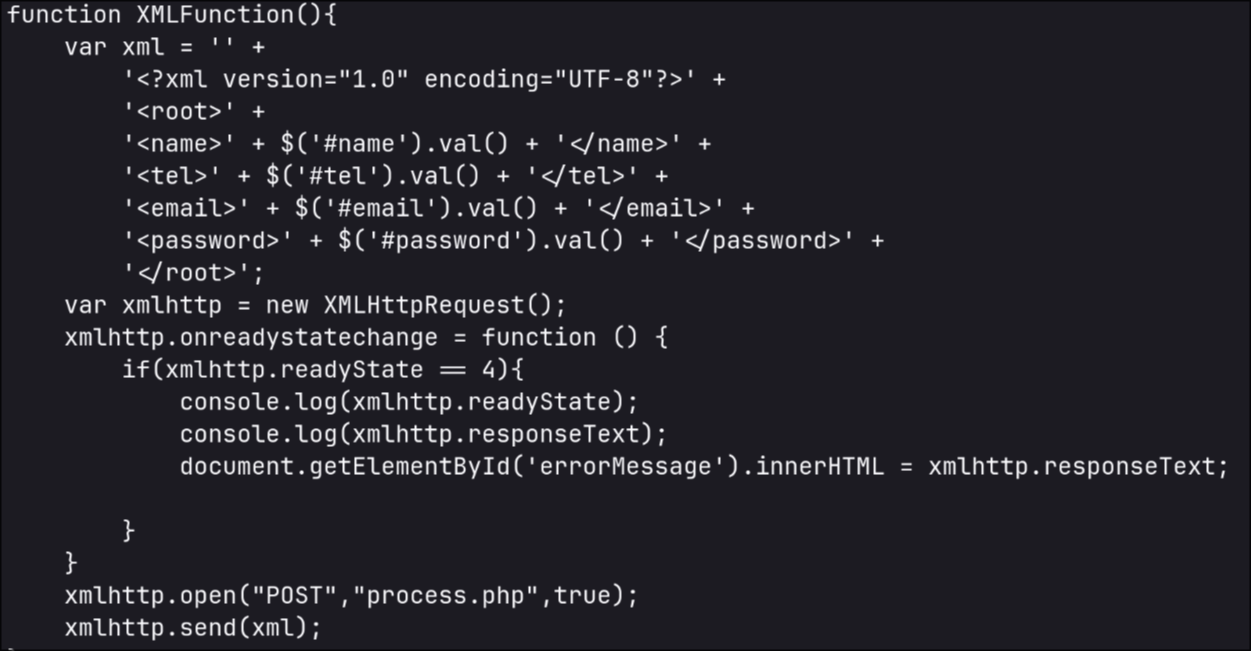 function XMLFunction(){
    var xml = '' +
        '<?xml version="1.0" encoding="UTF-8"?>' +
        '<root>' +
        '<name>' + $('#name').val() + '</name>' +
        '<tel>' + $('#tel').val() + '</tel>' +
        '<email>' + $('#email').val() + '</email>' +
        '<password>' + $('#password').val() + '</password>' +
        '</root>';
    var xmlhttp = new XMLHttpRequest();
    xmlhttp.onreadystatechange = function () {
        if(xmlhttp.readyState == 4){
            console.log(xmlhttp.readyState);
            console.log(xmlhttp.responseText);
            document.getElementById('errorMessage').innerHTML = xmlhttp.responseText;
        }
    }
    xmlhttp.open("POST","process.php",true);
    xmlhttp.send(xml);